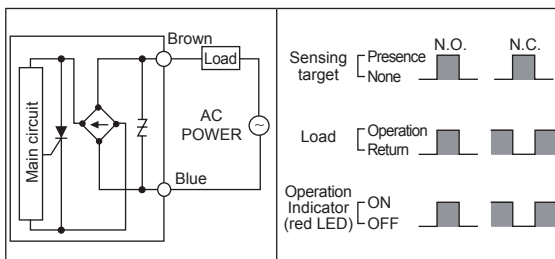 Brown
Load
Main circuit
AC
POWER
~
Blue
N.O.
N.C.
Sensing
target
Presence
None
Load
Operation
Return
Operation
Indicator
(red LED)
ON
OFF